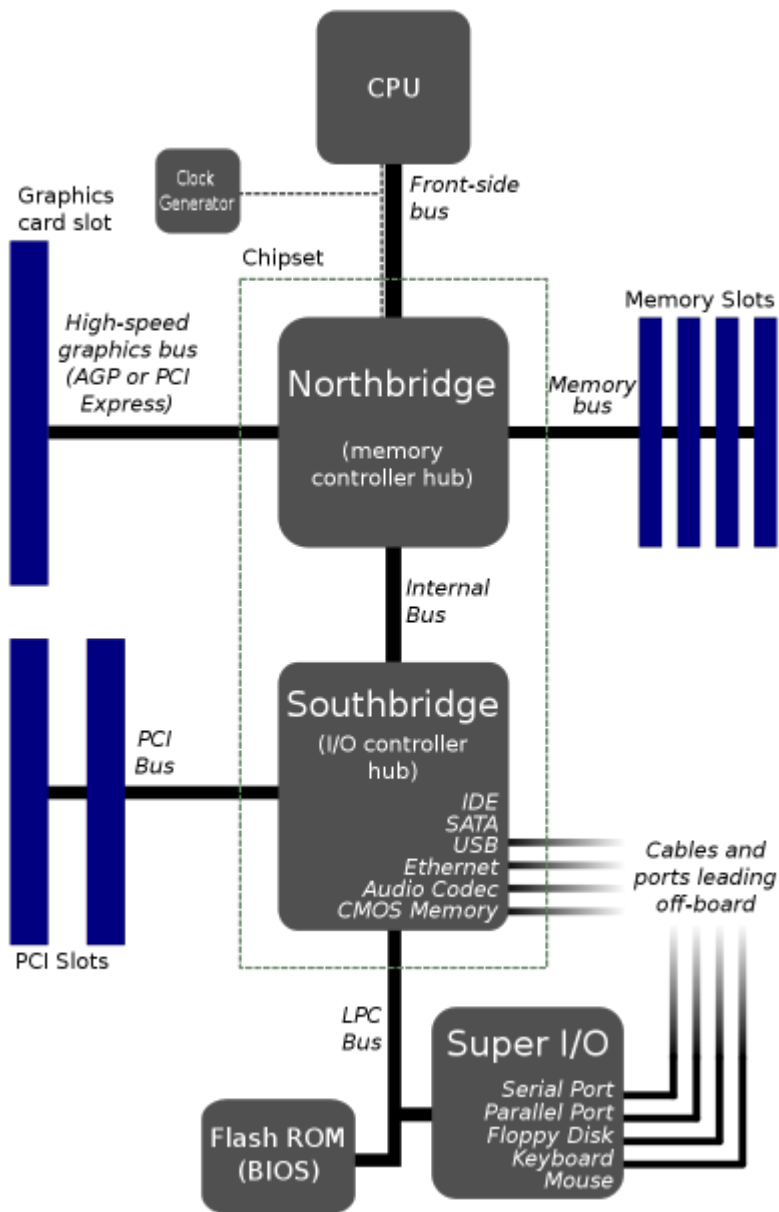 CPU
Clock
Generator
Front-side
bus
Graphics
card slot
Chipset
High-speed
graphics bus
(AGP or PCI
Express)
Northbridge
(memory
controller hub)
Memory
bus
Memory Slots
Internal
Bus
PCI
Bus
PCI Slots
Southbridge
(I/O controller
hub)
IDE
SATA
USB
Ethernet
Audio Codec
CMOS Memory
Cables and
ports leading
off-board
LPC
Bus
Super I/O
Serial Port
Parallel Port
Floppy Disk
Keyboard
Mouse
Flash ROM
(BIOS)